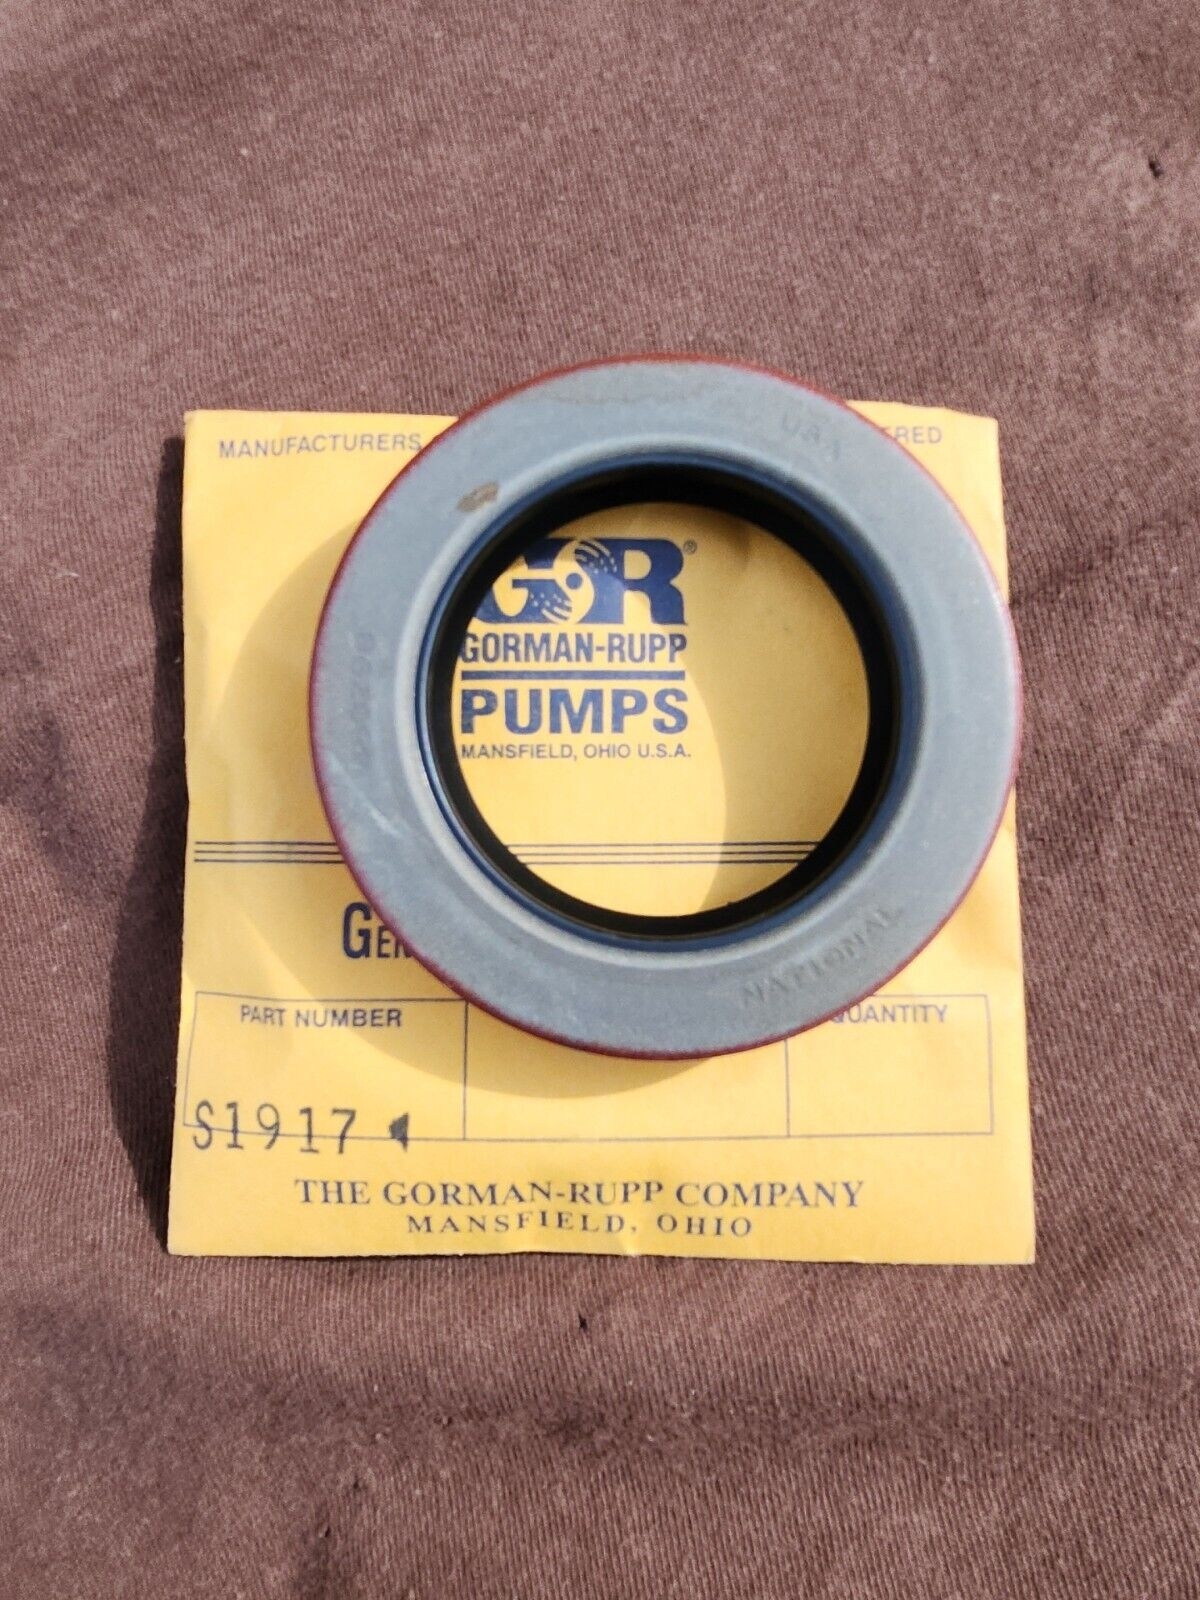 MANUFACTURERS
GR®
GORMAN-RUPP
PUMPS
MANSFIELD, OHIO U.S.A.
USA
NATIONAL
PART NUMBER
QUANTITY
S1917
THE GORMAN-RUPP COMPANY
MANSFIELD, OHIO